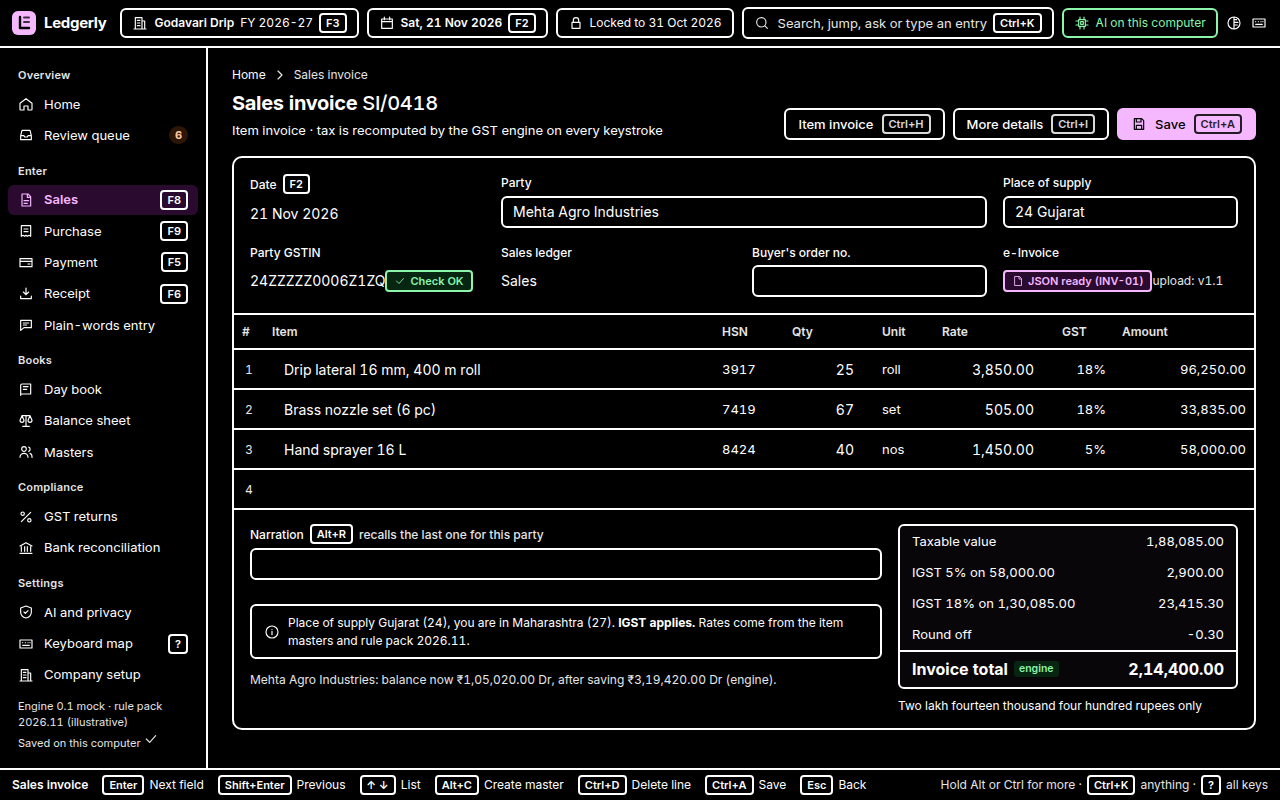 Ledgerly
Godavari Drip FY 2026-27 F3
Sat, 21 Nov 2026 F2
Locked to 31 Oct 2026
Search, jump, ask or type an entry Ctrl+K
AI on this computer
Overview
Home
Review queue 6
Enter
Sales F8
Purchase F9
Payment F5
Receipt F6
Plain-words entry
Books
Day book
Balance sheet
Masters
Compliance
GST returns
Bank reconciliation
Settings
AI and privacy
Keyboard map ?
Company setup
Engine 0.1 mock · rule pack
2026.11 (illustrative)
Saved on this computer
Home > Sales invoice
Sales invoice SI/0418
Item invoice · tax is recomputed by the GST engine on every keystroke
Item invoice Ctrl+H
More details Ctrl+I
Save Ctrl+A
Date F2 Party Place of supply
21 Nov 2026 Mehta Agro Industries 24 Gujarat
Party GSTIN Sales ledger Buyer's order no. e-Invoice
24ZZZZZ0006Z1ZQ Check OK Sales JSON ready (INV-01) upload: v1.1
# Item HSN Qty Unit Rate GST Amount
1 Drip lateral 16 mm, 400 m roll 3917 25 roll 3,850.00 18% 96,250.00
2 Brass nozzle set (6 pc) 7419 67 set 505.00 18% 33,835.00
3 Hand sprayer 16 L 8424 40 nos 1,450.00 5% 58,000.00
4
Narration Alt+R recalls the last one for this party
Place of supply Gujarat (24), you are in Maharashtra (27). IGST applies. Rates come from the item
masters and rule pack 2026.11.
Mehta Agro Industries: balance now ₹1,05,020.00 Dr, after saving ₹3,19,420.00 Dr (engine).
Taxable value 1,88,085.00
IGST 5% on 58,000.00 2,900.00
IGST 18% on 1,30,085.00 23,415.30
Round off -0.30
Invoice total engine 2,14,400.00
Two lakh fourteen thousand four hundred rupees only
Sales invoice Enter Next field Shift+Enter Previous ↑↓ List Alt+C Create master Ctrl+D Delete line Ctrl+A Save Esc Back Hold Alt or Ctrl for more · Ctrl+K anything · ? all keys